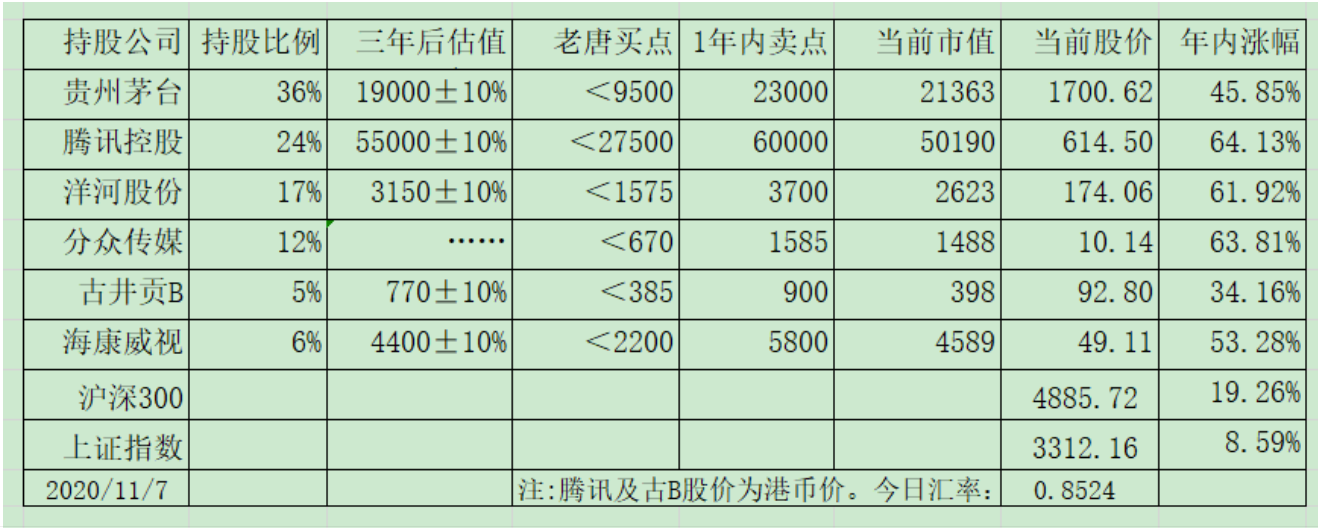 持股公司 持股比例 三年后估值 老唐买点 1年内卖点 当前市值 当前股价 年内涨幅
贵州茅台 36% 19000±10% <9500 23000 21363 1700.62 45.85%
腾讯控股 24% 55000±10% <27500 60000 50190 614.50 64.13%
洋河股份 17% 3150±10% <1575 3700 2623 174.06 61.92%
分众传媒 12% …… <670 1585 1488 10.14 63.81%
古井贡B 5% 770±10% <385 900 398 92.80 34.16%
海康威视 6% 4400±10% <2200 5800 4589 49.11 53.28%
沪深300 4885.72 19.26%
上证指数 3312.16 8.59%
2020/11/7 注:腾讯及古B股价为港币价。今日汇率: 0.8524